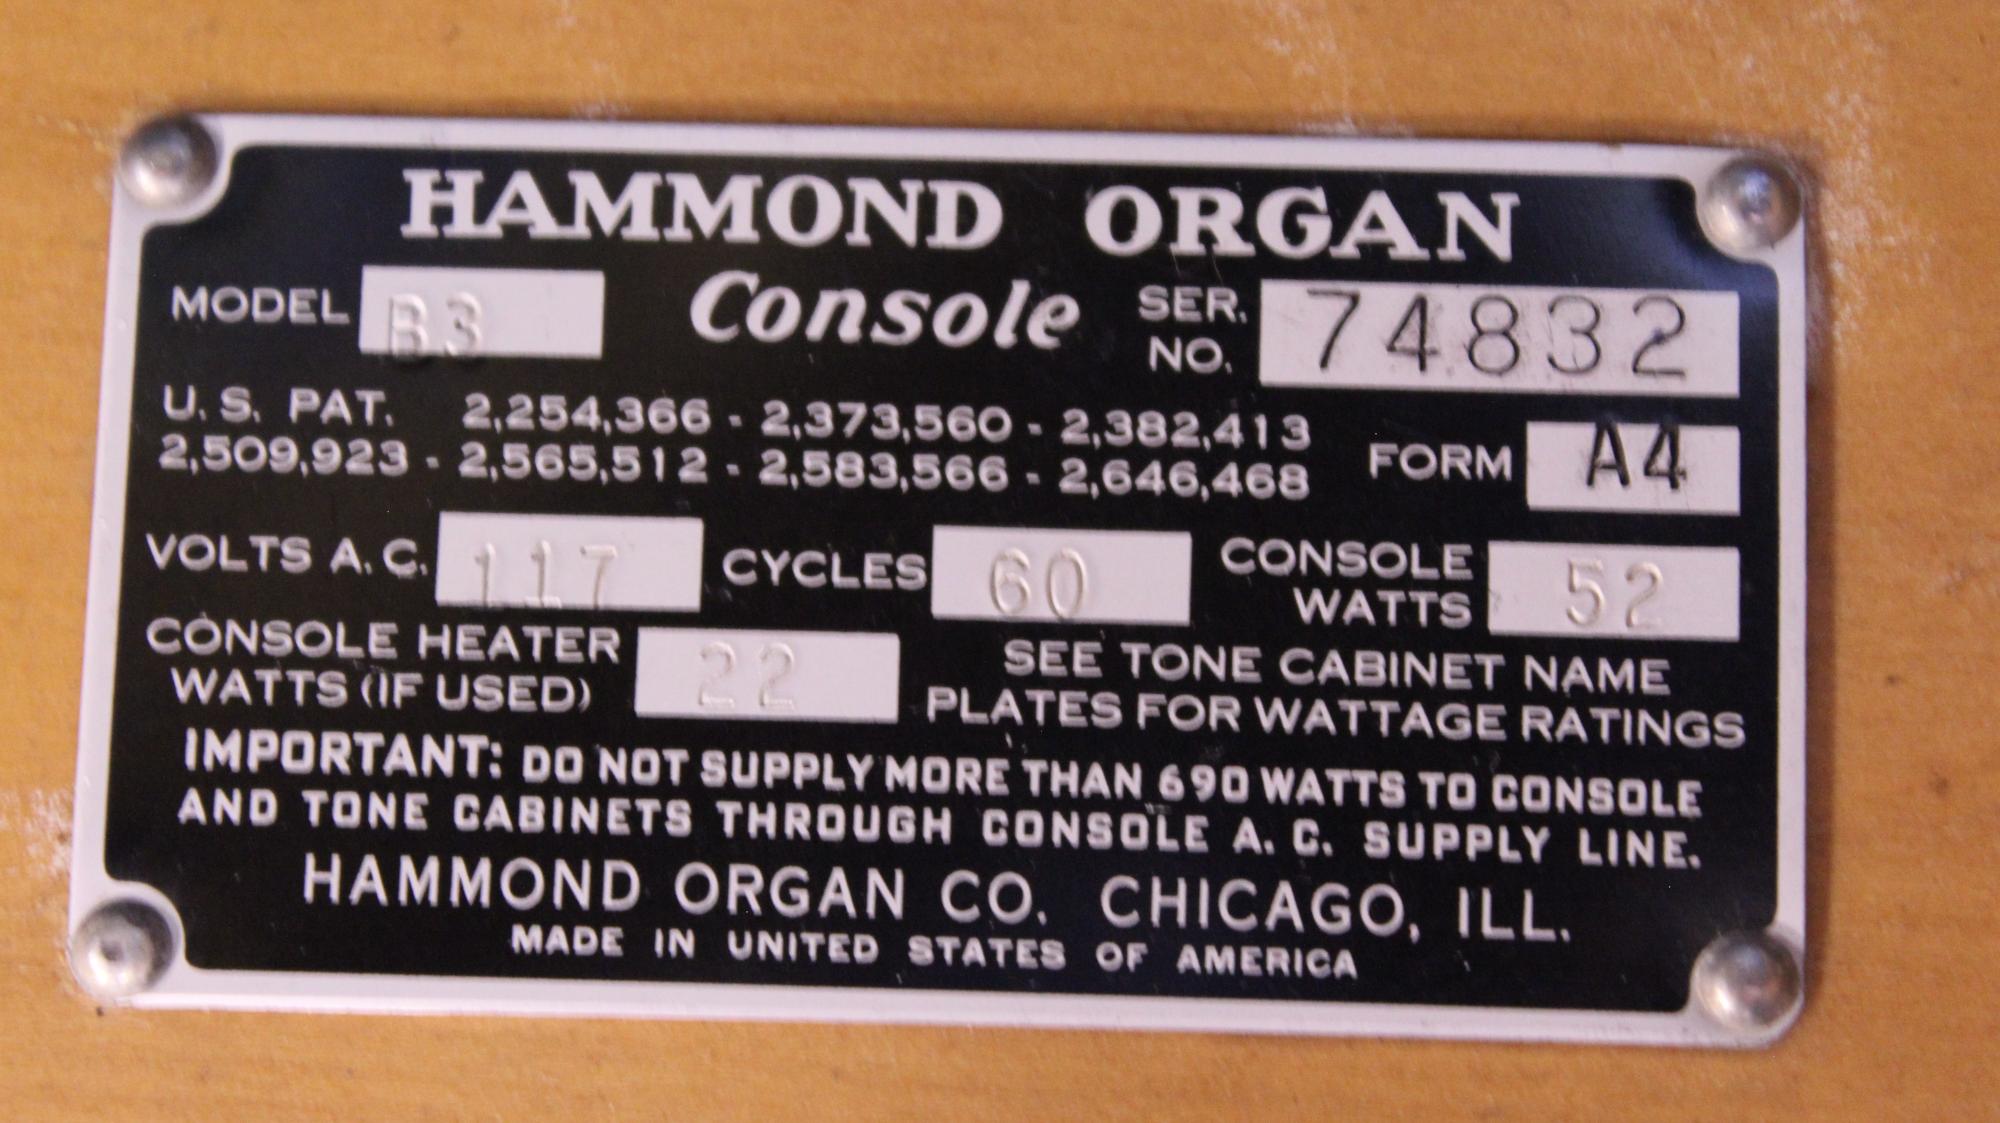 HAMMOND ORGAN
MODEL B3 Console SER. NO. 74832
U. S. PAT. 2,254,366 - 2,373,560 - 2,382,413
2,509,923 - 2,565,512 - 2,583,566 - 2,646,468 FORM A4
VOLTS A. C. 117 CYCLES 60 CONSOLE WATTS 52
CONSOLE HEATER
WATTS (IF USED) 22
SEE TONE CABINET NAME
PLATES FOR WATTAGE RATINGS
IMPORTANT: DO NOT SUPPLY MORE THAN 690 WATTS TO CONSOLE
AND TONE CABINETS THROUGH CONSOLE A. C. SUPPLY LINE.
HAMMOND ORGAN CO. CHICAGO, ILL.
MADE IN UNITED STATES OF AMERICA